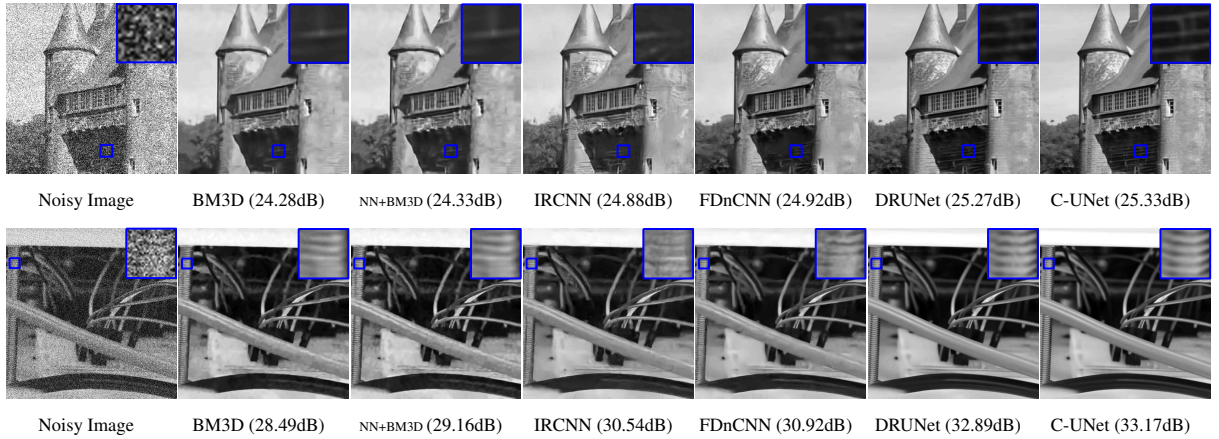 Noisy Image BM3D (24.28dB) NN+BM3D (24.33dB) IRCNN (24.88dB) FDnCNN (24.92dB) DRUNet (25.27dB) C-UNet (25.33dB)
Noisy Image BM3D (28.49dB) NN+BM3D (29.16dB) IRCNN (30.54dB) FDnCNN (30.92dB) DRUNet (32.89dB) C-UNet (33.17dB)